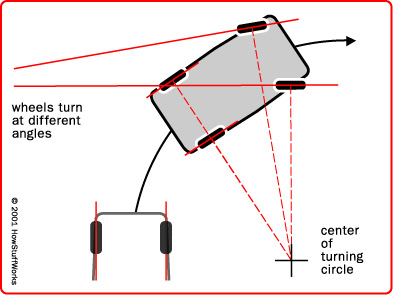 wheels turn
at different
angles
center
of
turning
circle
© 2001 HowStuffWorks